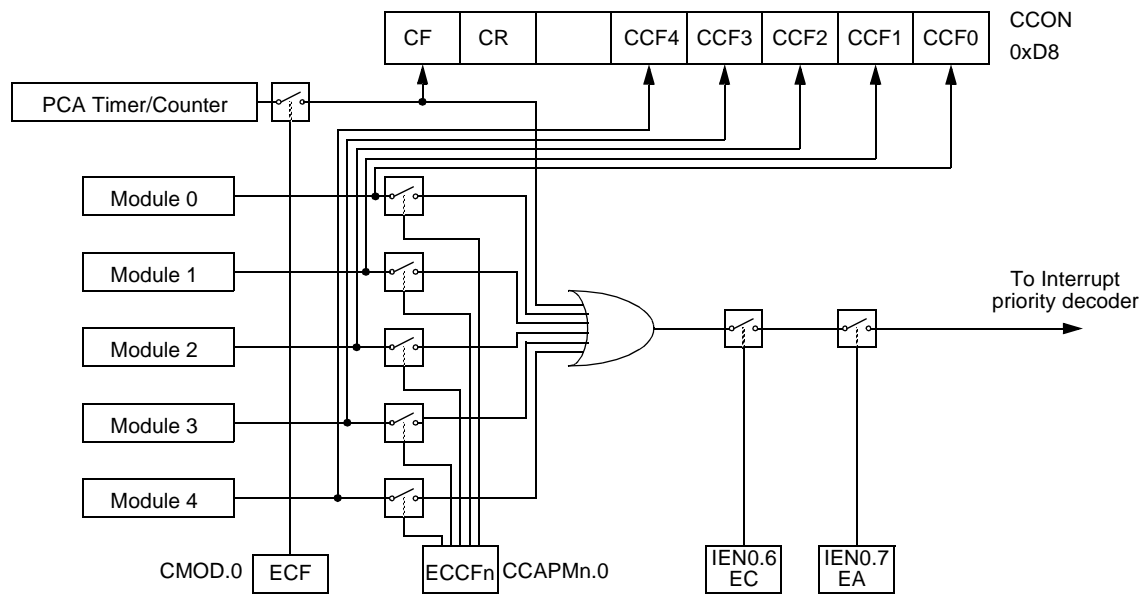 CF CR CCF4 CCF3 CCF2 CCF1 CCF0
CCON
0xD8
PCA Timer/Counter
Module 0
Module 1
Module 2
Module 3
Module 4
To Interrupt
priority decoder
CMOD.0 ECF
ECCFn CCAPMn.0
IEN0.6
EC
IEN0.7
EA